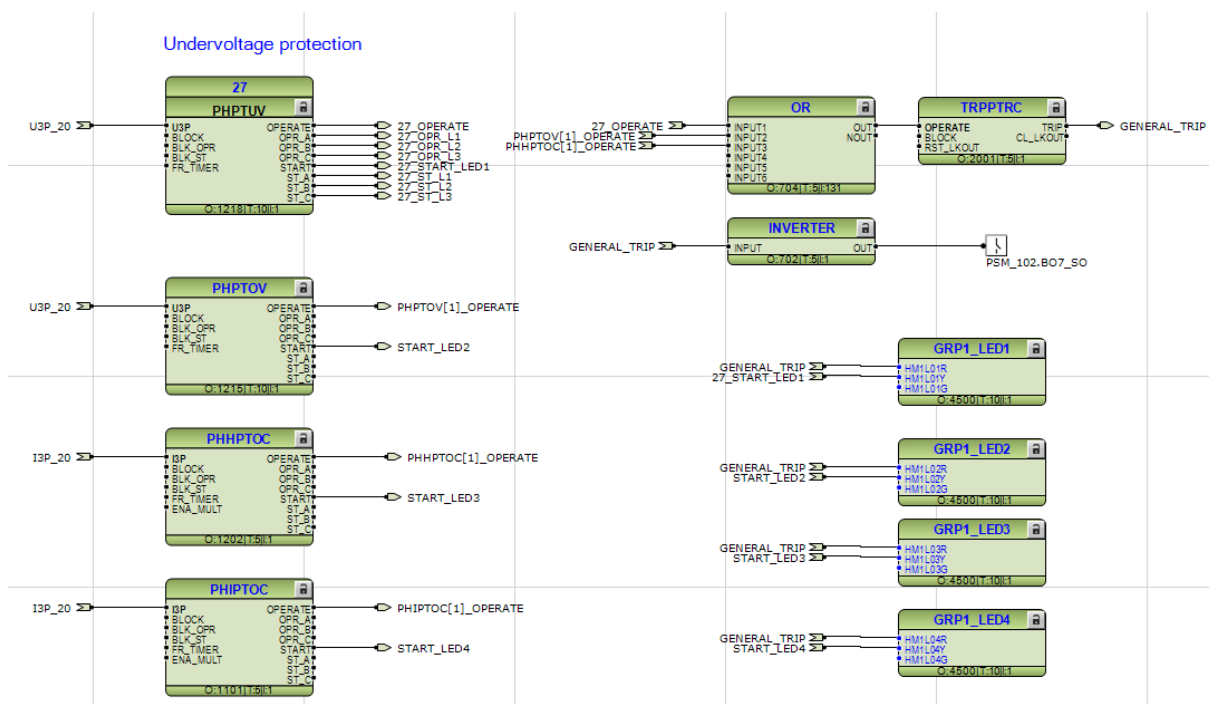 Undervoltage protection
27
PHPTUV
U3P_20
U3P OPERATE 27_OPERATE
BLOCK OPR_A 27_OPR_L1
BLK_OPR OPR_B 27_OPR_L2
BLK_ST OPR_C 27_OPR_L3
FR_TIMER START 27_START_LED1
ST_A 27_ST_L1
ST_B 27_ST_L2
ST_C 27_ST_L3
O:1218|T:10|I:1
PHPTOV
U3P_20
U3P OPERATE PHPTOV[1]_OPERATE
BLOCK OPR_A
BLK_OPR OPR_B
BLK_ST OPR_C
FR_TIMER START START_LED2
ST_A
ST_B
ST_C
O:1215|T:10|I:1
PHHPTOC
I3P_20
I3P OPERATE PHHPTOC[1]_OPERATE
BLOCK OPR_A
BLK_OPR OPR_B
BLK_ST OPR_C
FR_TIMER START START_LED3
ENA_MULT ST_A
ST_B
ST_C
O:1202|T:5|I:1
PHIPTOC
I3P_20
I3P OPERATE PHIPTOC[1]_OPERATE
BLOCK OPR_A
BLK_OPR OPR_B
BLK_ST OPR_C
FR_TIMER START START_LED4
ENA_MULT ST_A
ST_B
ST_C
O:1101|T:5|I:1
OR
27_OPERATE INPUT1 OUT
PHPTOV[1]_OPERATE INPUT2 NOUT
PHHPTOC[1]_OPERATE INPUT3
INPUT4
INPUT5
INPUT6
O:704|T:5|I:131
TRPPTRC
OPERATE TRIP GENERAL_TRIP
BLOCK CL_LKOUT
RST_LKOUT
O:2001|T:5|I:1
INVERTER
GENERAL_TRIP INPUT OUT
O:702|T:5|I:1
PSM_102.BO7_SO
GRP1_LED1
GENERAL_TRIP HM1L01R
27_START_LED1 HM1L01Y
HM1L01G
O:4500|T:10|I:1
GRP1_LED2
GENERAL_TRIP HM1L02R
START_LED2 HM1L02Y
HM1L02G
O:4500|T:10|I:1
GRP1_LED3
GENERAL_TRIP HM1L03R
START_LED3 HM1L03Y
HM1L03G
O:4500|T:10|I:1
GRP1_LED4
GENERAL_TRIP HM1L04R
START_LED4 HM1L04Y
HM1L04G
O:4500|T:10|I:1